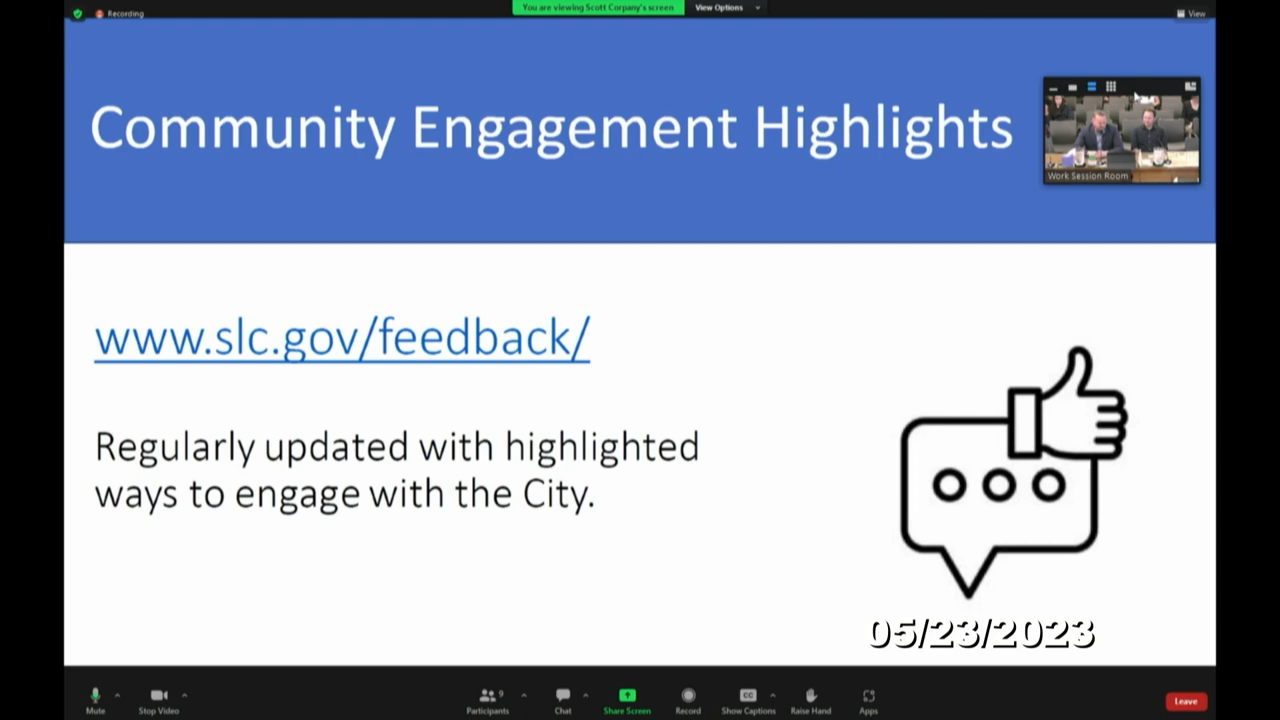 Recording
You are viewing Scott Corpany's screen
View Options
View
Community Engagement Highlights
Work Session Room
www.slc.gov/feedback/
Regularly updated with highlighted
ways to engage with the City.
05/23/2023
Mute
Stop Video
Participants
9
Chat
Share Screen
Record
CC
Show Captions
Raise Hand
Apps
Leave